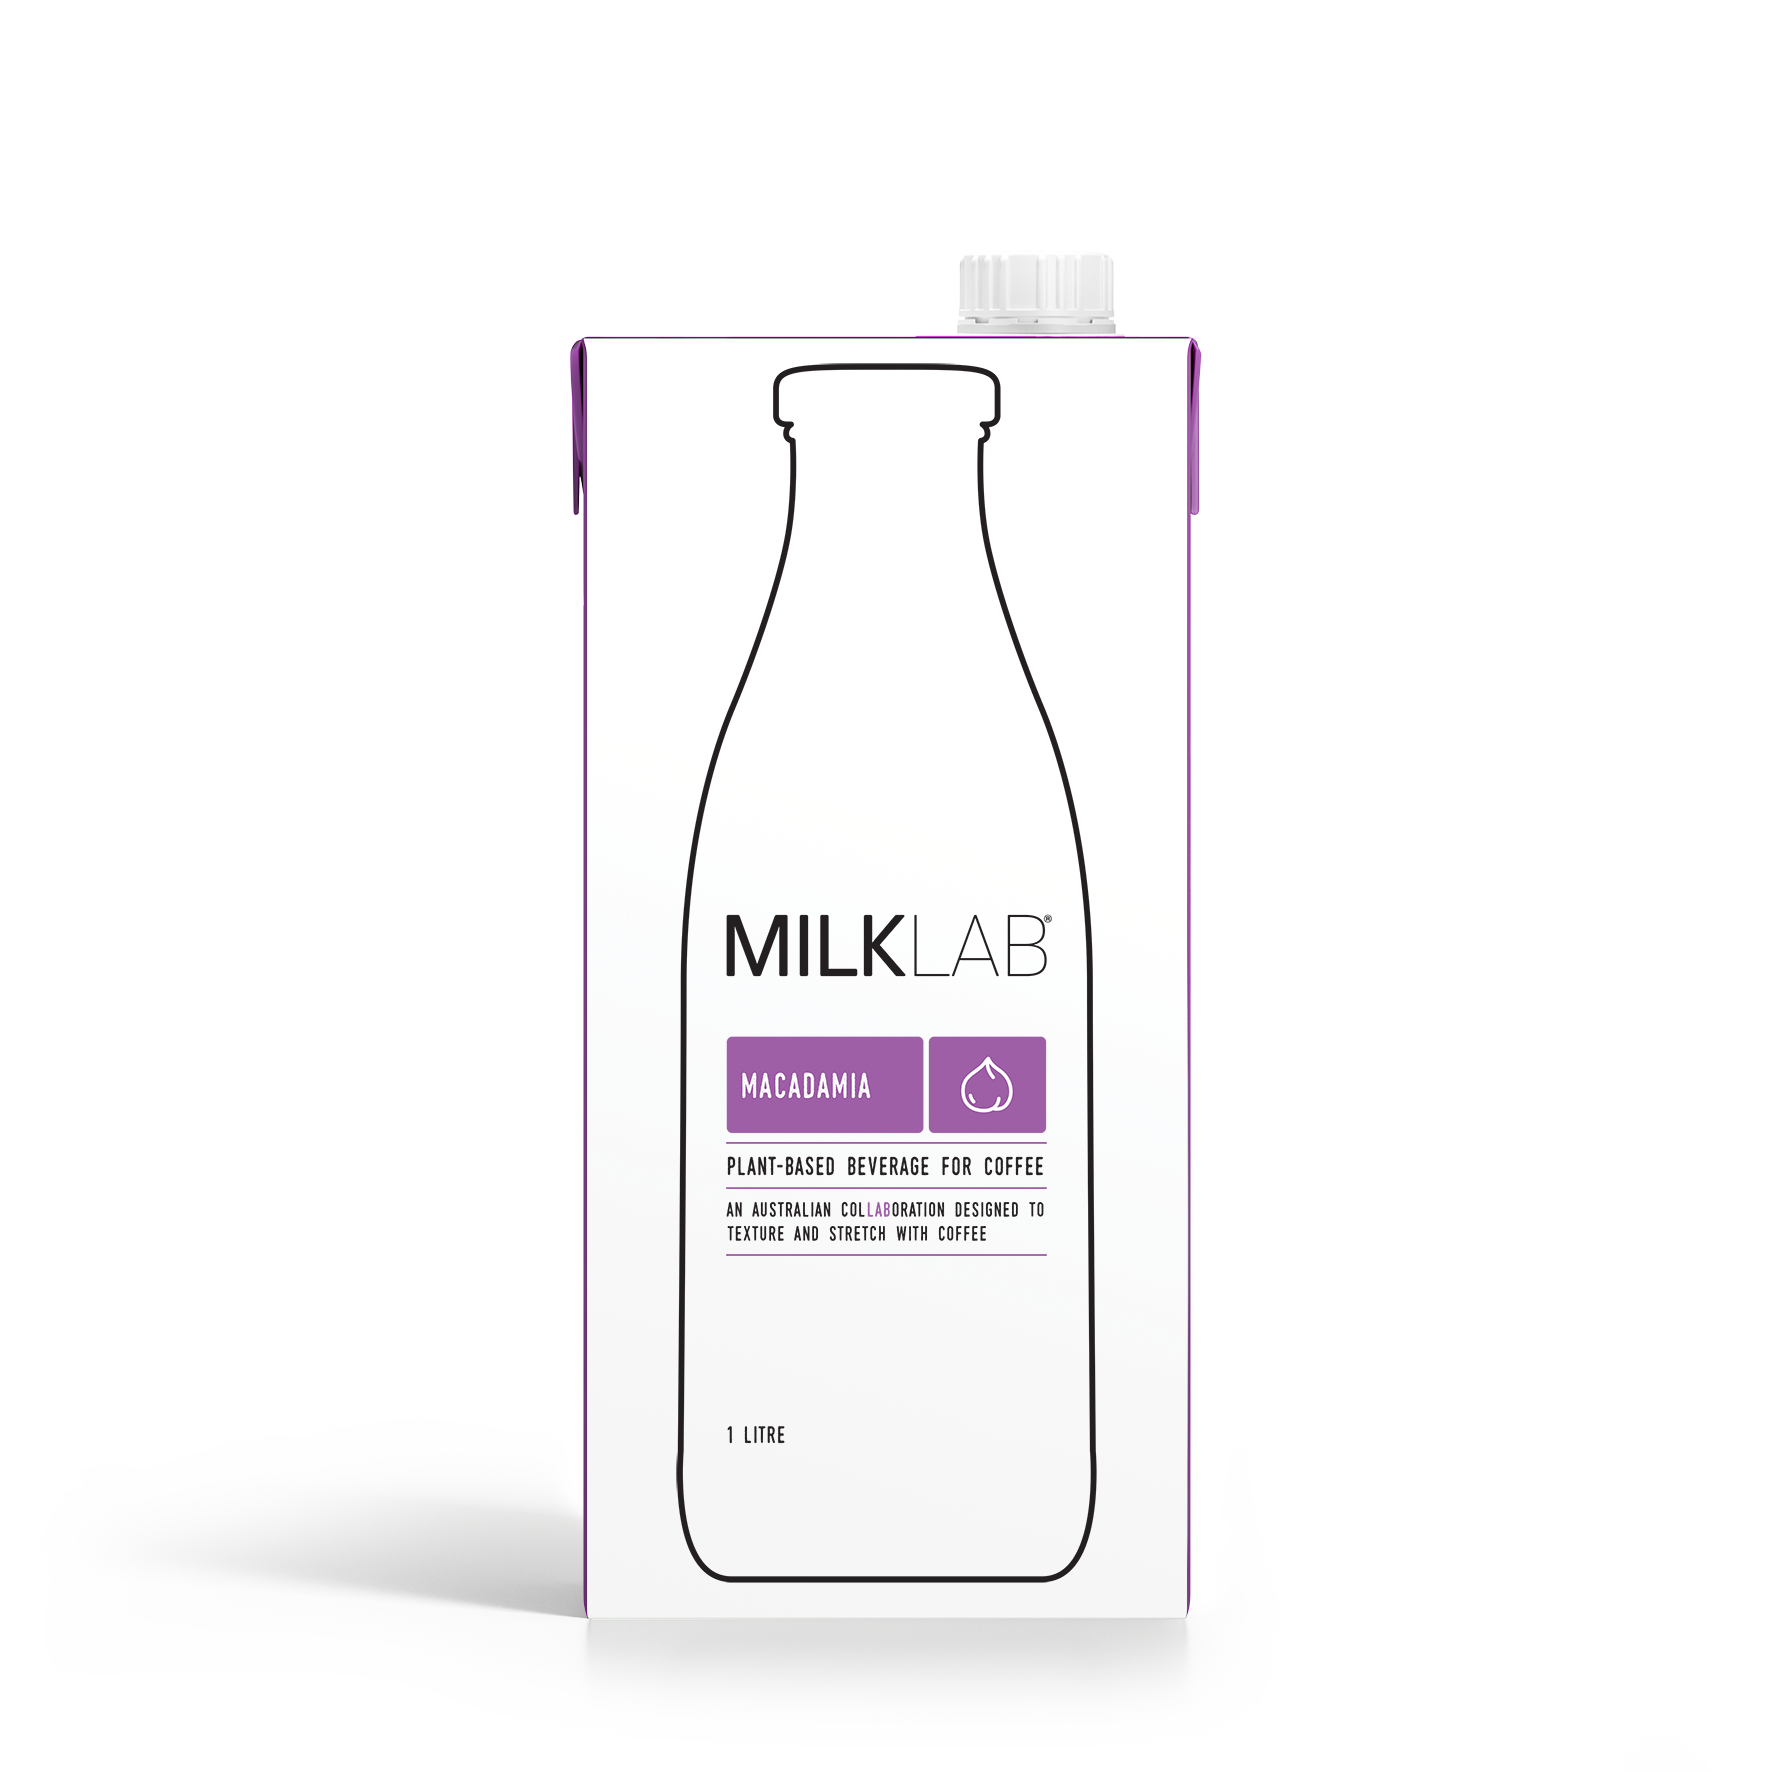 MILKLAB®
MACADAMIA
PLANT-BASED BEVERAGE FOR COFFEE
AN AUSTRALIAN COLLABORATION DESIGNED TO
TEXTURE AND STRETCH WITH COFFEE
1 LITRE